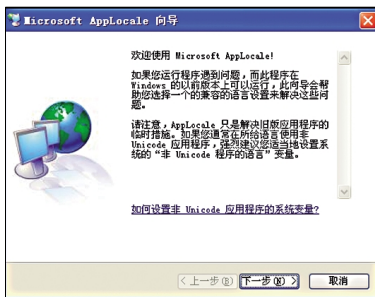 Microsoft AppLocale 向导
欢迎使用 Microsoft AppLocale!
如果您运行程序遇到问题，而此程序在
Windows 的以前版本上可以运行，此向导会帮
助您选择一个的兼容的语言设置来解决这些问
题。
请注意，AppLocale 只是解决旧版应用程序的
临时措施。如果您通常在所给语言使用非
Unicode 应用程序，强烈建议您适当地设置系
统的“非 Unicode 程序的语言”变量。
如何设置非 Unicode 应用程序的系统变量?
< 上一步(B) 下一步(N) > 取消